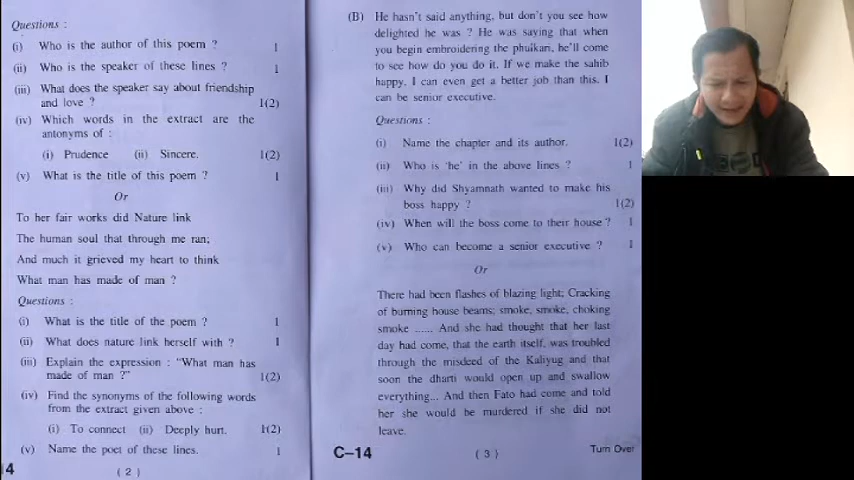 Questions :
(i) Who is the author of this poem ? 1
(ii) Who is the speaker of these lines ? 1
(iii) What does the speaker say about friendship
and love ? 1(2)
(iv) Which words in the extract are the
antonyms of :
(i) Prudence (ii) Sincere. 1(2)
(v) What is the title of this poem ? 1
Or
To her fair works did Nature link
The human soul that through me ran;
And much it grieved my heart to think
What man has made of man ?
Questions :
(i) What is the title of the poem ? 1
(ii) What does nature link herself with ? 1
(iii) Explain the expression : "What man has
made of man ?" 1(2)
(iv) Find the synonyms of the following words
from the extract given above :
(i) To connect (ii) Deeply hurt. 1(2)
(v) Name the poet of these lines. 1
14 ( 2 )
(B) He hasn't said anything, but don't you see how
delighted he was ? He was saying that when
you begin embroidering the phulkari, he'll come
to see how do you do it. If we make the sahib
happy, I can even get a better job than this. I
can be senior executive.
Questions :
(i) Name the chapter and its author. 1(2)
(ii) Who is 'he' in the above lines ? 1
(iii) Why did Shyamnath wanted to make his
boss happy ? 1(2)
(iv) When will the boss come to their house ? 1
(v) Who can become a senior executive ? 1
Or
There had been flashes of blazing light; Cracking
of burning house beams; smoke, smoke, choking
smoke ...... And she had thought that her last
day had come, that the earth itself, was troubled
through the misdeed of the Kaliyug and that
soon the dharti would open up and swallow
everything... And then Fato had come and told
her she would be murdered if she did not
leave.
C–14 ( 3 ) Turn Over